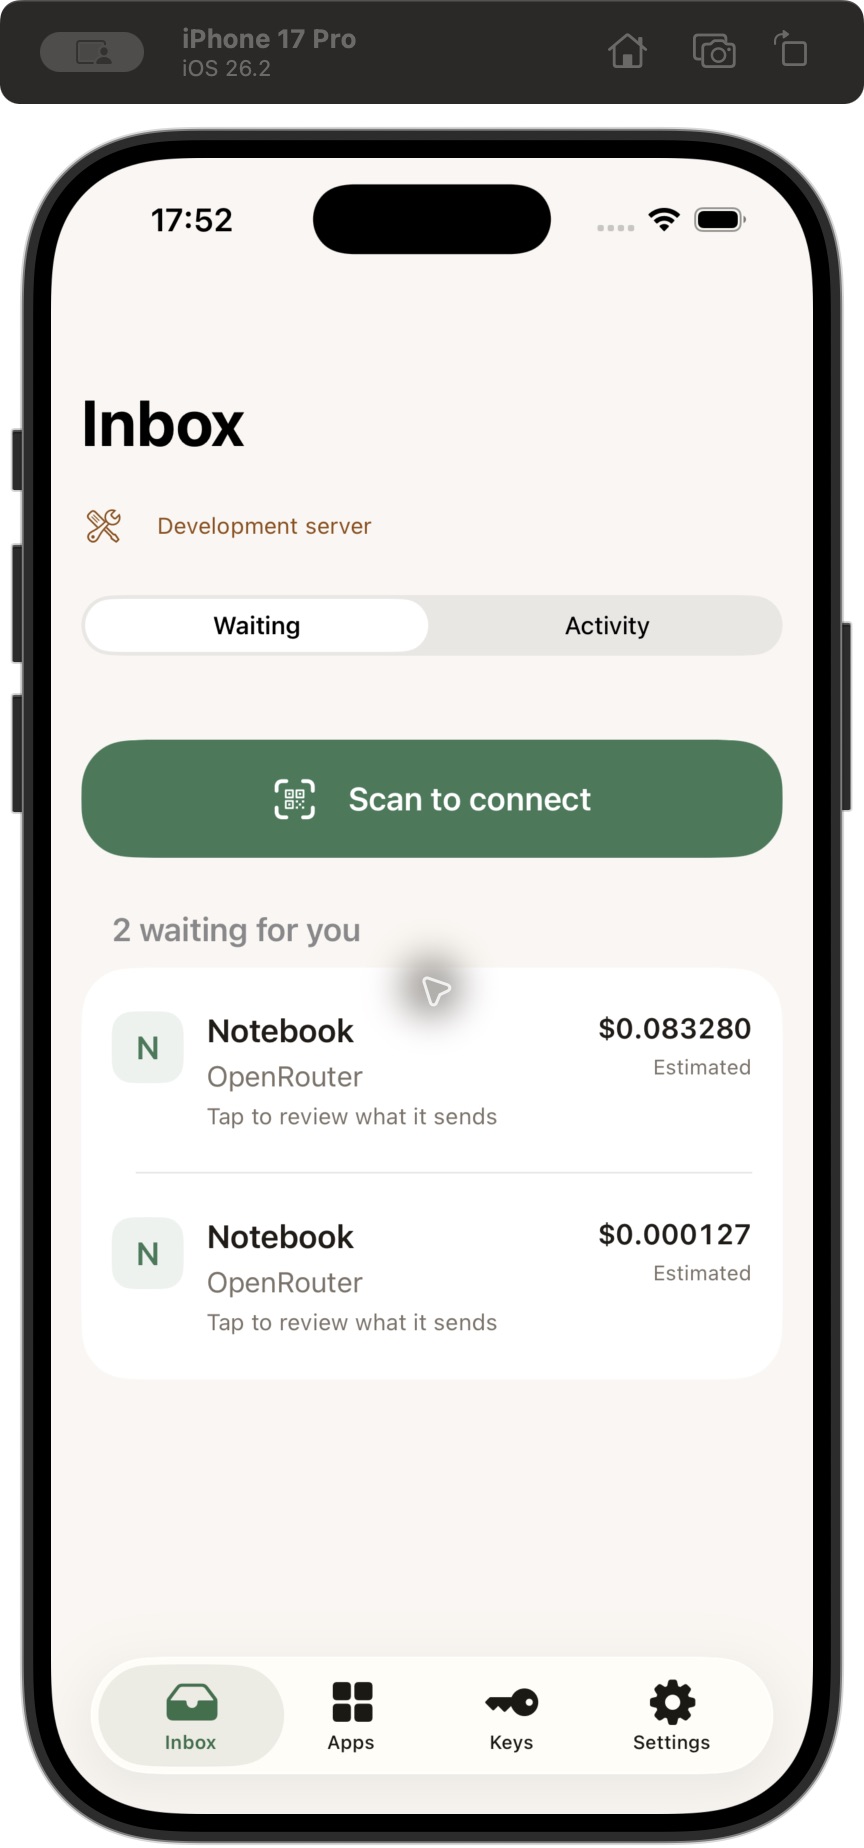 iPhone 17 Pro
iOS 26.2
17:52
Inbox
Development server
Waiting
Activity
Scan to connect
2 waiting for you
N
Notebook
$0.083280
OpenRouter
Estimated
Tap to review what it sends
N
Notebook
$0.000127
OpenRouter
Estimated
Tap to review what it sends
Inbox
Apps
Keys
Settings